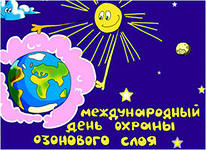 МЕЖДУНАРОДНЫЙ
ДЕНЬ ОХРАНЫ
ОЗОНОВОГО СЛОЯ